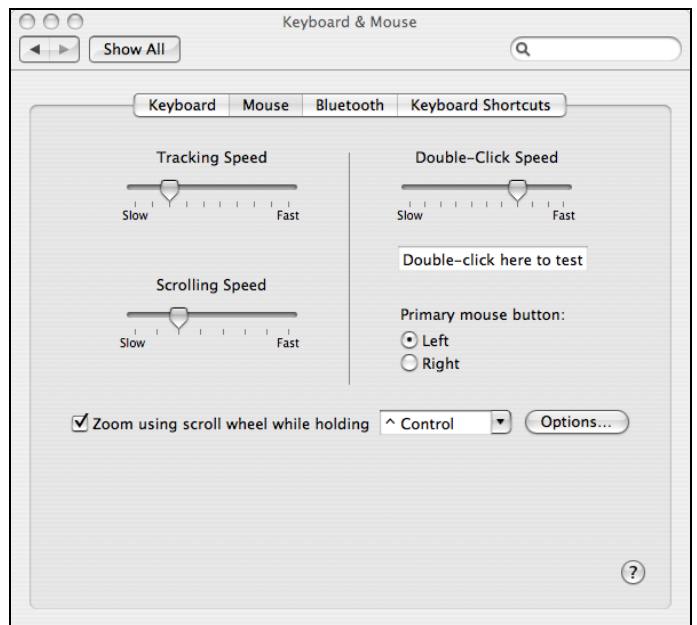 Keyboard & Mouse
Show All
Keyboard Mouse Bluetooth Keyboard Shortcuts
Tracking Speed
Slow Fast
Double-Click Speed
Slow Fast
Double-click here to test
Scrolling Speed
Slow Fast
Primary mouse button:
Left
Right
Zoom using scroll wheel while holding ^ Control Options...
?